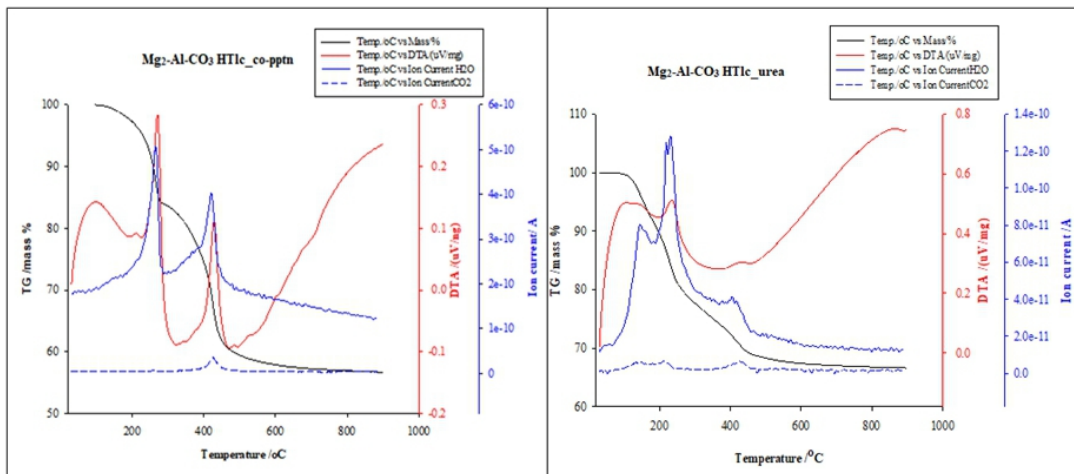 Mg2-Al-CO3 HTlc_co-pptn
Temp./oC vs Mass/%
Temp./oC vs DTA (uV/mg)
Temp./oC vs Ion Current H2O
Temp./oC vs Ion Current CO2
100
90
80
70
60
50
TG /mass %
0.3
0.2
0.1
0.0
-0.1
-0.2
DTA /(uV/mg)
6e-10
5e-10
4e-10
3e-10
2e-10
1e-10
0
Ion current/ A
200
400
600
800
1000
Temperature /oC
Mg2-Al-CO3 HTlc_urea
Temp./oC vs Mass/%
Temp./oC vs DTA (uV/mg)
Temp./oC vs Ion CurrentH2O
Temp./oC vs Ion CurrentCO2
110
100
90
80
70
60
TG /mass %
0.8
0.6
0.4
0.2
0.0
DTA /(uV/mg)
1.4e-10
1.2e-10
1.0e-10
8.0e-11
6.0e-11
4.0e-11
2.0e-11
0.0
Ion current /A
200
400
600
800
1000
Temperature /°C